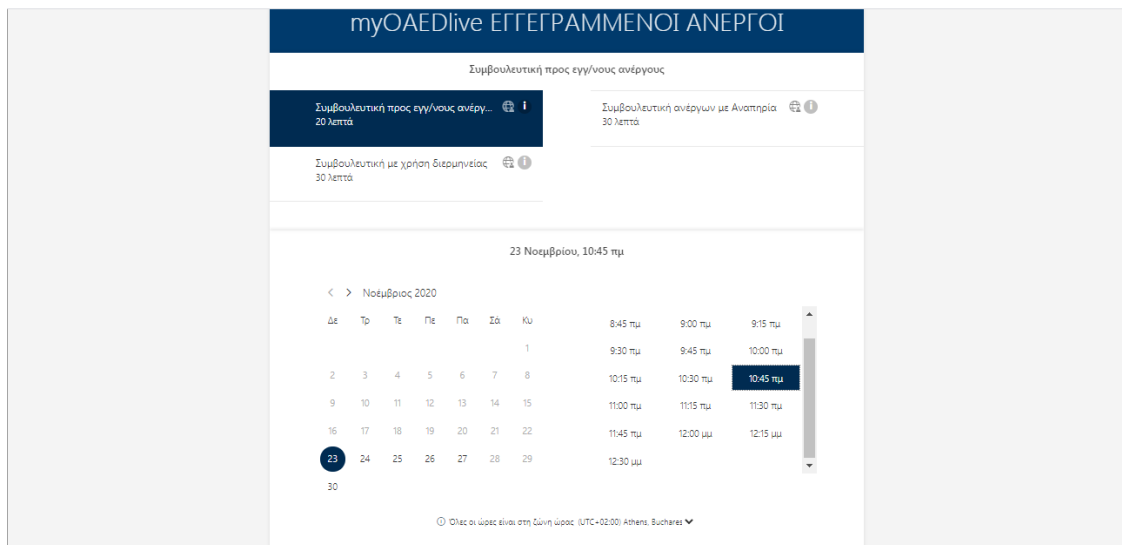 myOAEDlive ΕΓΓΕΓΡΑΜΜΕΝΟΙ ΑΝΕΡΓΟΙ
Συμβουλευτική προς εγγ/νους ανέργους
Συμβουλευτική προς εγγ/νους ανέργ...
20 λεπτά
Συμβουλευτική ανέργων με Αναπηρία
30 λεπτά
Συμβουλευτική με χρήση διερμηνείας
30 λεπτά
23 Νοεμβρίου, 10:45 πμ
< > Νοέμβριος 2020
Δε Τρ Τε Πε Πα Σά Κυ
1
2 3 4 5 6 7 8
9 10 11 12 13 14 15
16 17 18 19 20 21 22
23 24 25 26 27 28 29
30
8:45 πμ 9:00 πμ 9:15 πμ
9:30 πμ 9:45 πμ 10:00 πμ
10:15 πμ 10:30 πμ 10:45 πμ
11:00 πμ 11:15 πμ 11:30 πμ
11:45 πμ 12:00 μμ 12:15 μμ
12:30 μμ
Όλες οι ώρες είναι στη ζώνη ώρας (UTC+02:00) Athens, Buchares